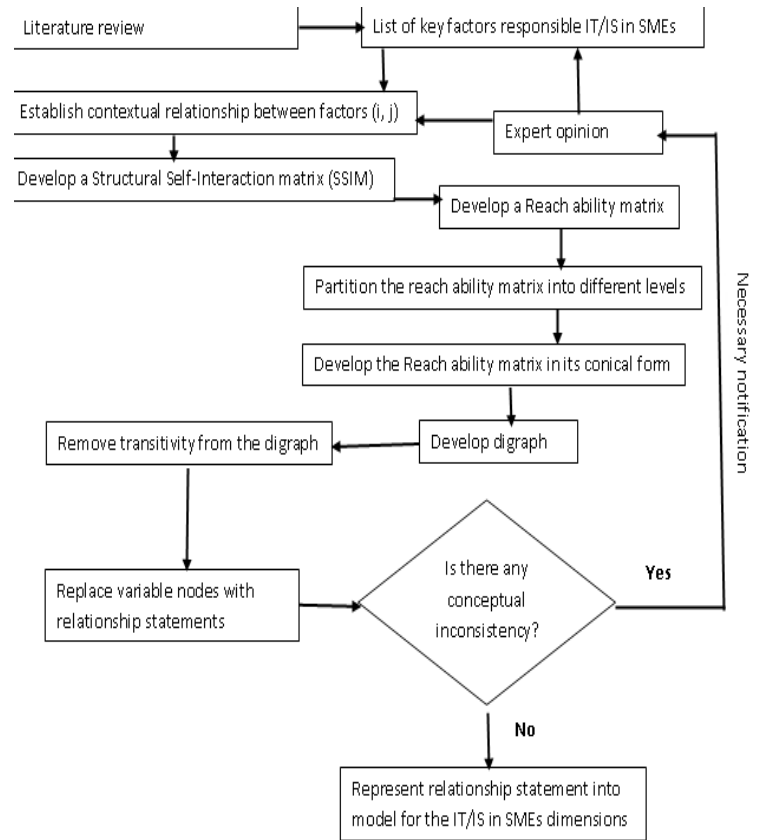 Literature review
List of key factors responsible IT/IS in SMEs
Establish contextual relationship between factors (i, j)
Expert opinion
Develop a Structural Self-Interaction matrix (SSIM)
Develop a Reach ability matrix
Partition the reach ability matrix into different levels
Develop the Reach ability matrix in its conical form
Remove transitivity from the digraph
Develop digraph
Necessary notification
Replace variable nodes with
relationship statements
Is there any
conceptual
inconsistency?
Yes
No
Represent relationship statement into
model for the IT/IS in SMEs dimensions